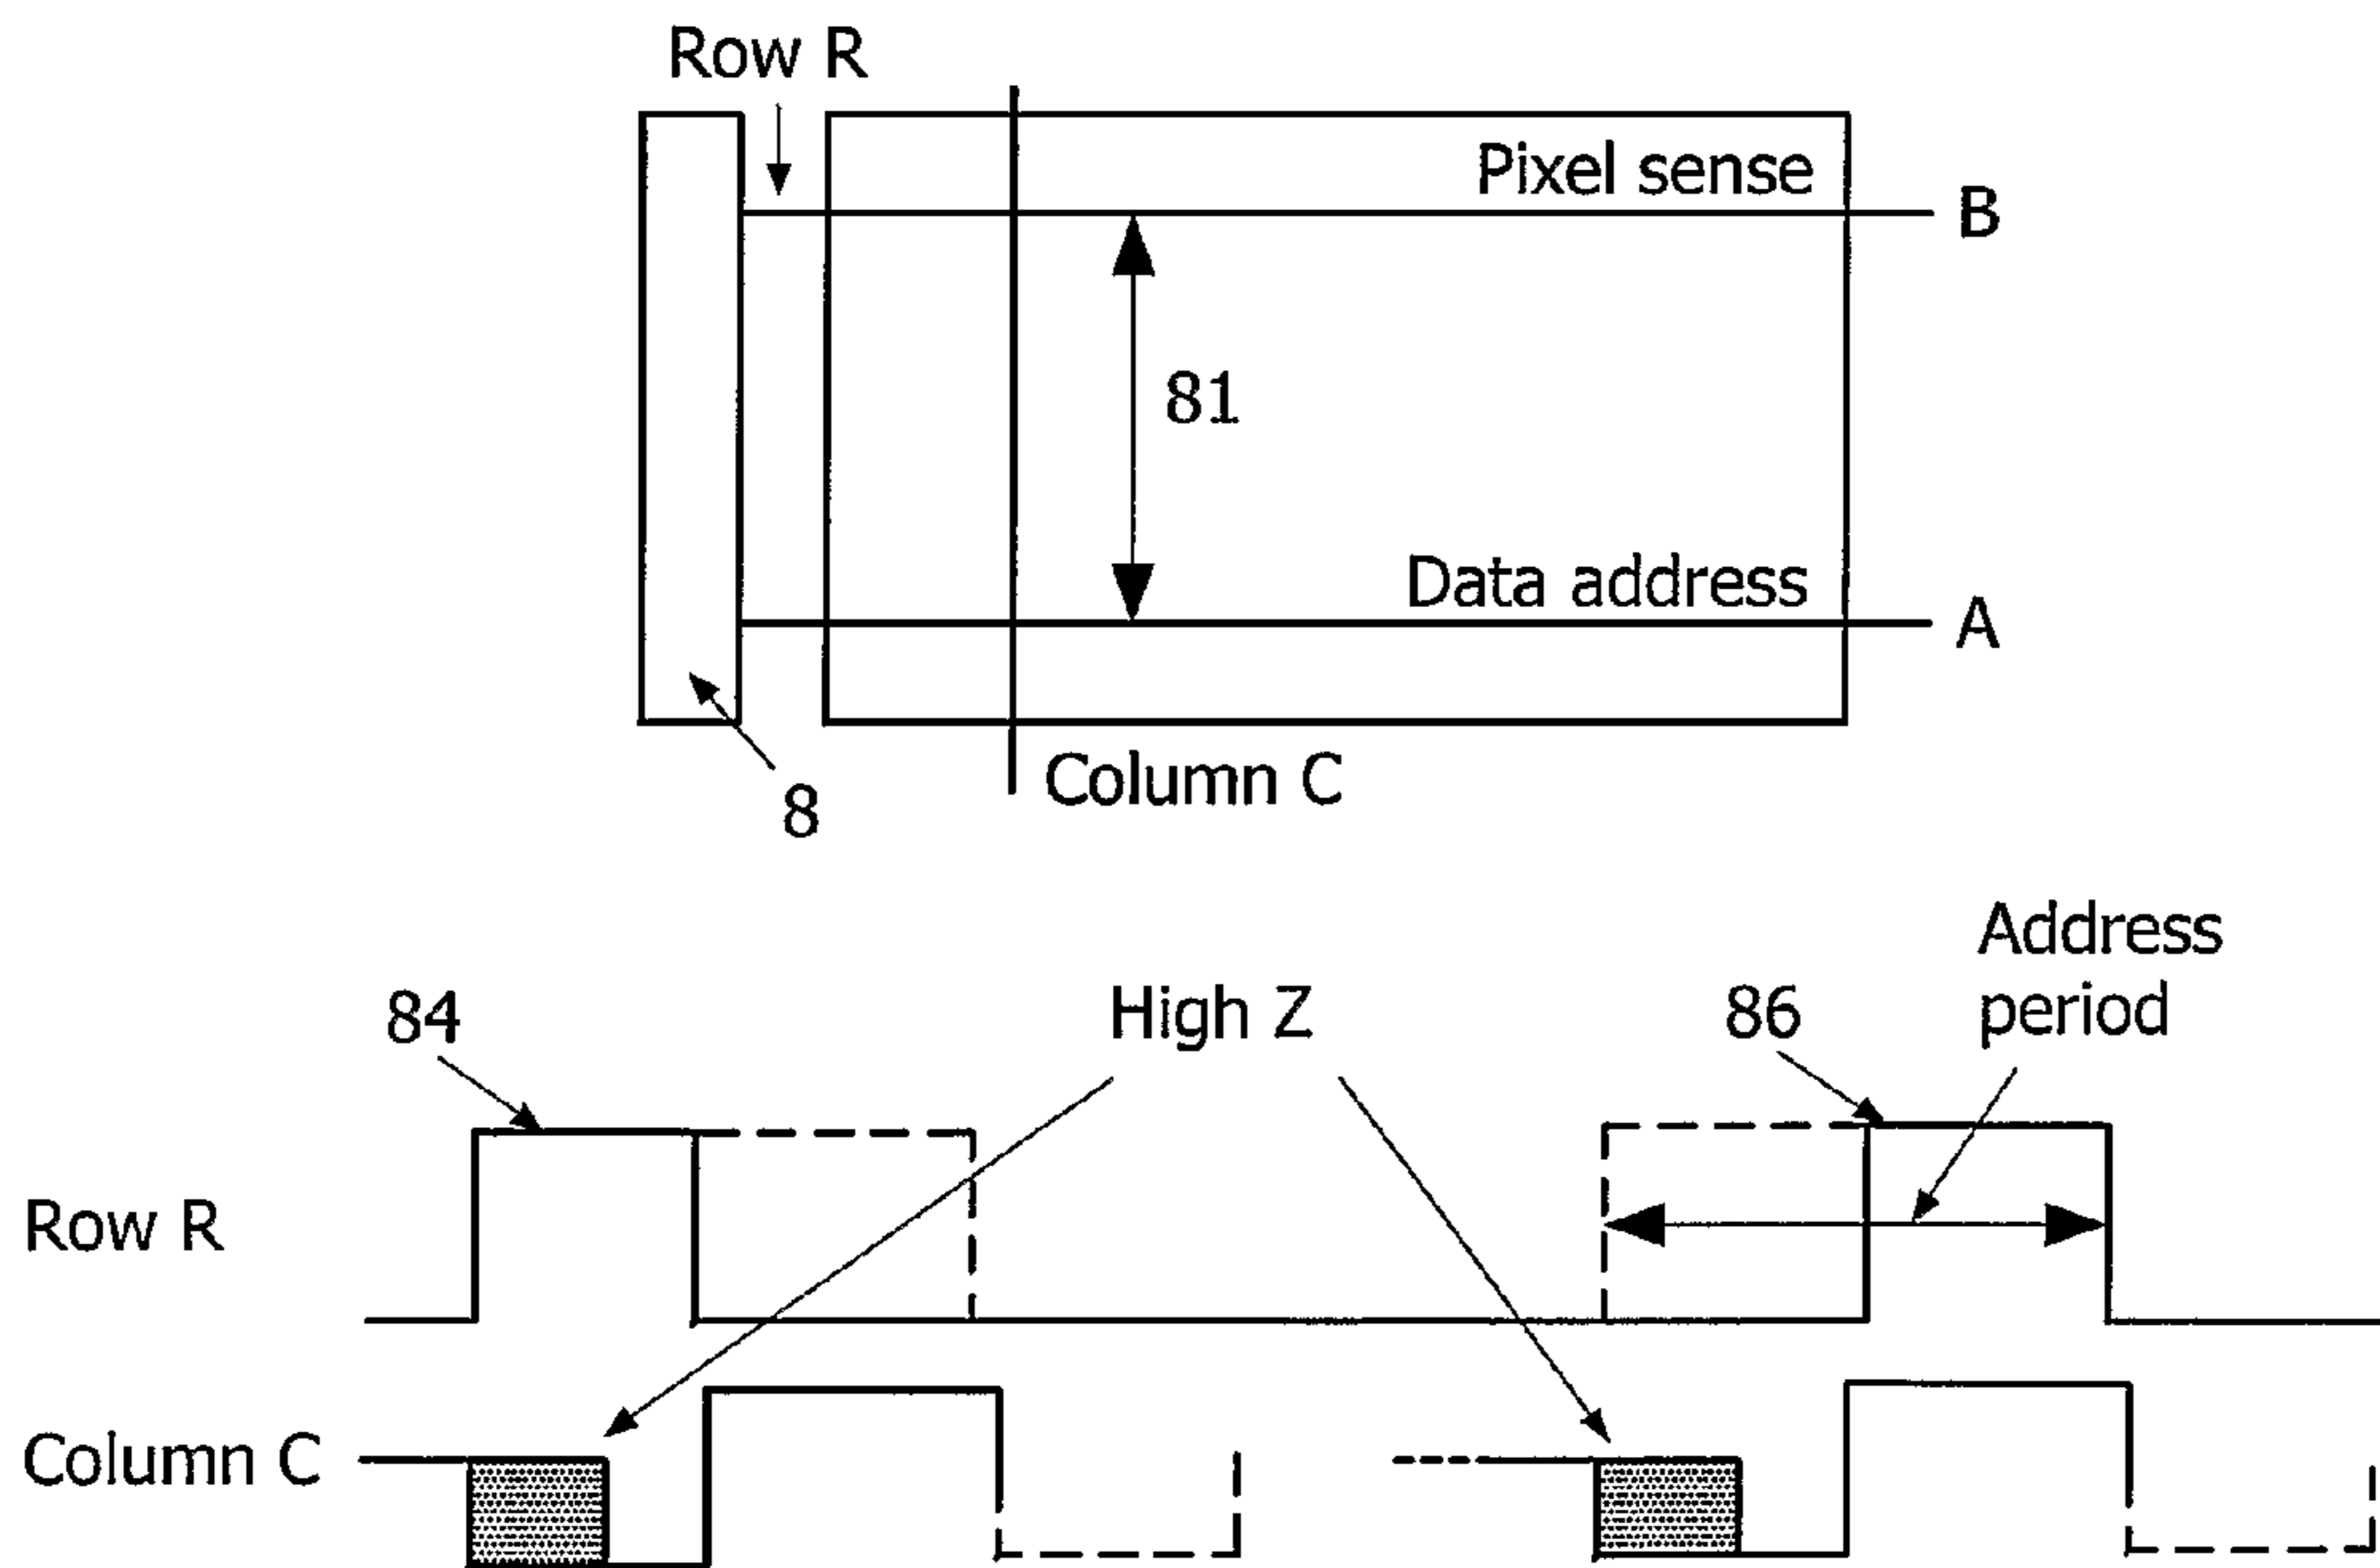 Row R
Pixel sense
B
81
Data address
A
8
Column C
Address
period
84
High Z
86
Row R
Column C